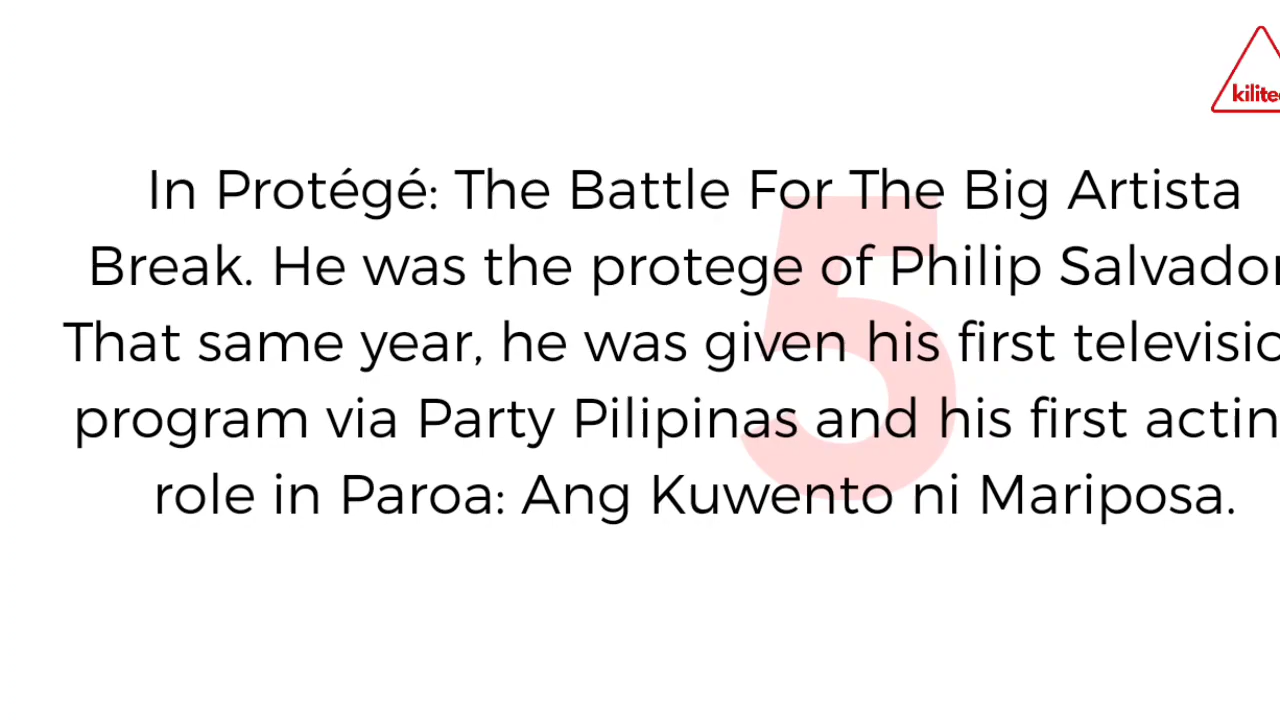 kilite
In Protégé: The Battle For The Big Artista
Break. He was the protege of Philip Salvador
That same year, he was given his first televisio
program via Party Pilipinas and his first actin
role in Paroa: Ang Kuwento ni Mariposa.
5